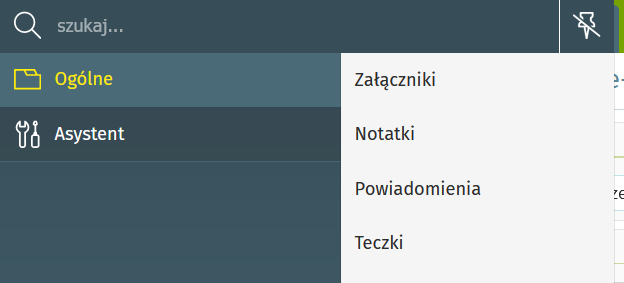 szukaj...
Ogólne
Asystent
Załączniki
Notatki
Powiadomienia
Teczki